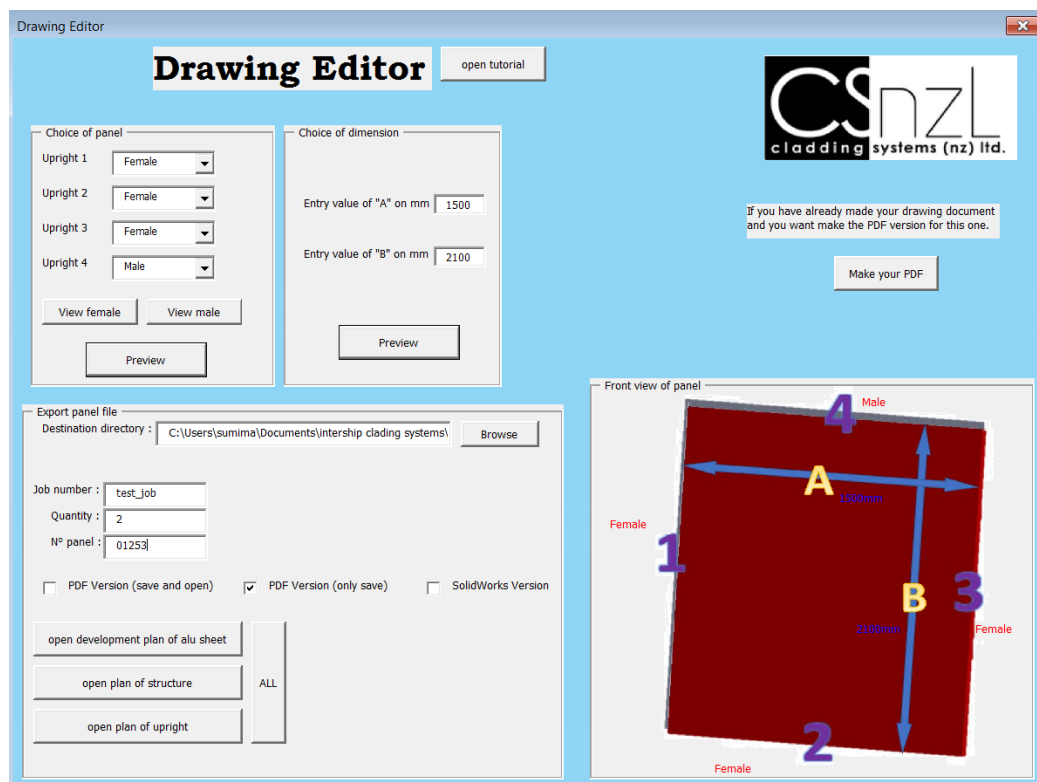 Drawing Editor
Drawing Editor
open tutorial
CSnzL
cladding systems (nz) ltd.
Choice of panel
Upright 1
Female
Upright 2
Female
Upright 3
Female
Upright 4
Male
View female
View male
Preview
Choice of dimension
Entry value of "A" on mm
1500
Entry value of "B" on mm
2100
Preview
If you have already made your drawing document
and you want make the PDF version for this one.
Make your PDF
Export panel file
Destination directory :
C:\Users\sumima\Documents\intership clading systems\
Browse
Job number :
test_job
Quantity :
2
N° panel :
01253
PDF Version (save and open)
PDF Version (only save)
SolidWorks Version
open development plan of alu sheet
open plan of structure
open plan of upright
ALL
Front view of panel
4
Male
A
1500mm
Female
1
B
3
2100mm
Female
2
Female